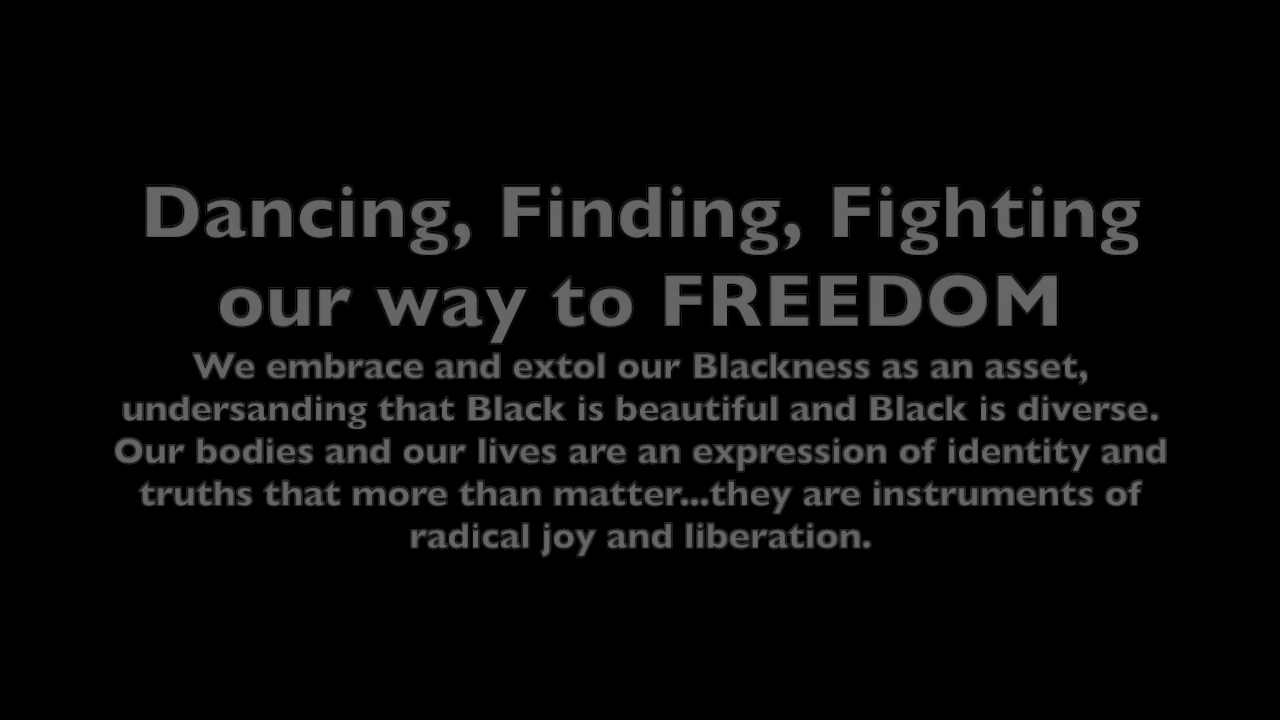 Dancing, Finding, Fighting
our way to FREEDOM
We embrace and extol our Blackness as an asset,
undersanding that Black is beautiful and Black is diverse.
Our bodies and our lives are an expression of identity and
truths that more than matter...they are instruments of
radical joy and liberation.